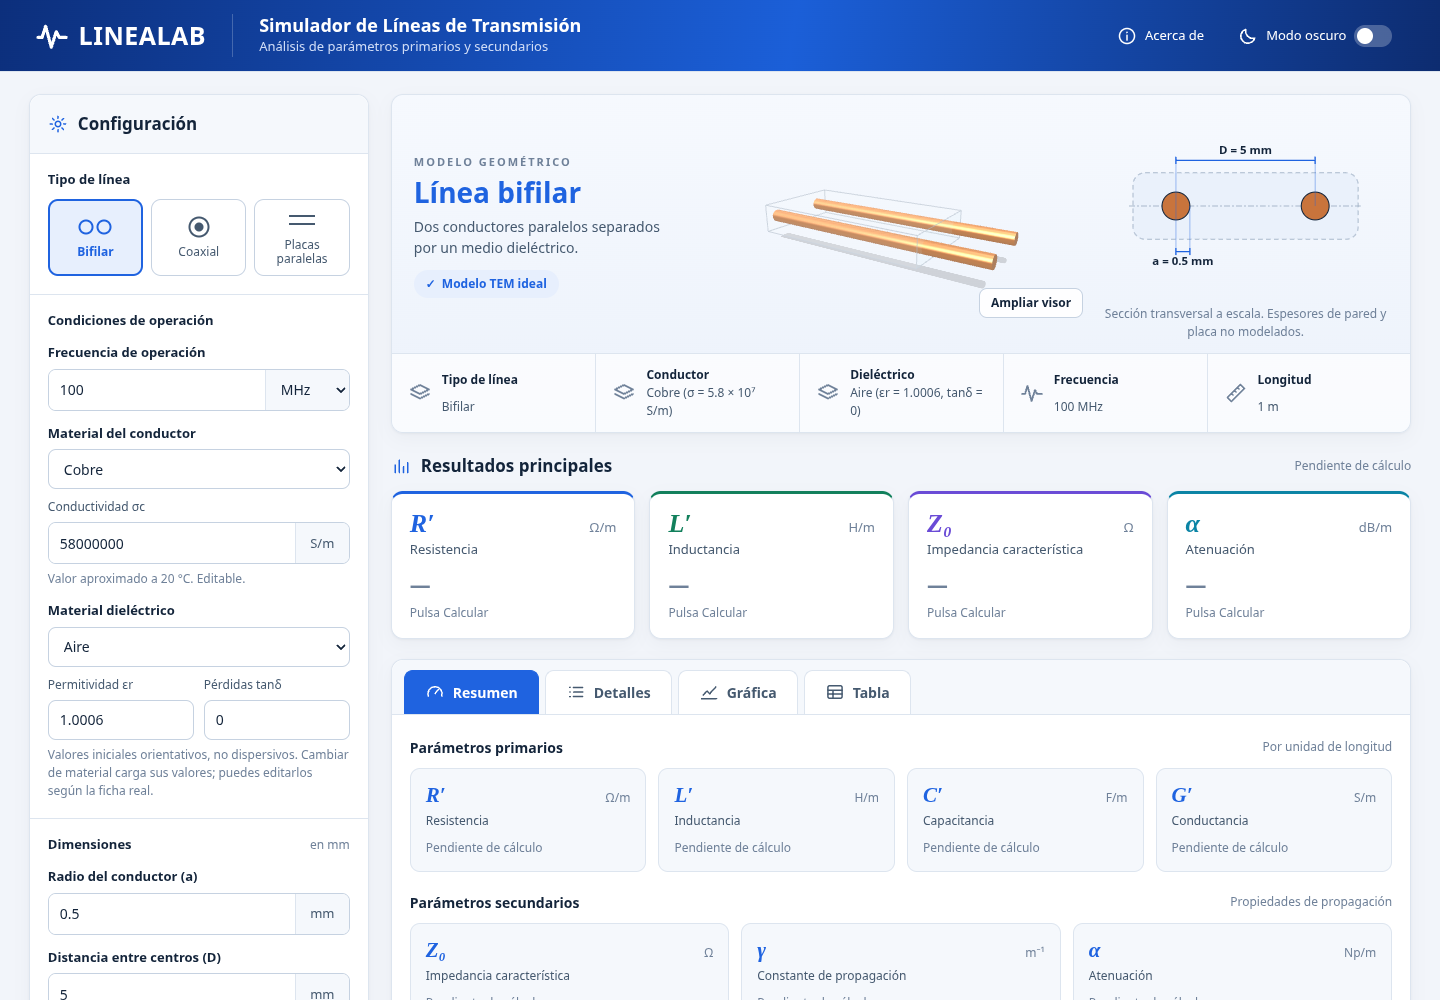 LINEALAB
Simulador de Líneas de Transmisión
Análisis de parámetros primarios y secundarios
Acerca de
Modo oscuro
Configuración
Tipo de línea
Bifilar
Coaxial
Placas
paralelas
Condiciones de operación
Frecuencia de operación
100
MHz
Material del conductor
Cobre
Conductividad σc
58000000
S/m
Valor aproximado a 20 °C. Editable.
Material dieléctrico
Aire
Permitividad εr
Pérdidas tanδ
1.0006
0
Valores iniciales orientativos, no dispersivos. Cambiar
de material carga sus valores; puedes editarlos
según la ficha real.
Dimensiones
en mm
Radio del conductor (a)
0.5
mm
Distancia entre centros (D)
5
mm
MODELO GEOMÉTRICO
Línea bifilar
Dos conductores paralelos separados
por un medio dieléctrico.
✓ Modelo TEM ideal
Ampliar visor
D = 5 mm
a = 0.5 mm
Sección transversal a escala. Espesores de pared y
placa no modelados.
Tipo de línea
Bifilar
Conductor
Cobre (σ = 5.8 × 10⁷
S/m)
Dieléctrico
Aire (εr = 1.0006, tanδ =
0)
Frecuencia
100 MHz
Longitud
1 m
Resultados principales
Pendiente de cálculo
R′
Ω/m
Resistencia
—
Pulsa Calcular
L′
H/m
Inductancia
—
Pulsa Calcular
Z₀
Ω
Impedancia característica
—
Pulsa Calcular
α
dB/m
Atenuación
—
Pulsa Calcular
Resumen
Detalles
Gráfica
Tabla
Parámetros primarios
Por unidad de longitud
R′
Ω/m
Resistencia
Pendiente de cálculo
L′
H/m
Inductancia
Pendiente de cálculo
C′
F/m
Capacitancia
Pendiente de cálculo
G′
S/m
Conductancia
Pendiente de cálculo
Parámetros secundarios
Propiedades de propagación
Z₀
Ω
Impedancia característica
γ
m⁻¹
Constante de propagación
α
Np/m
Atenuación